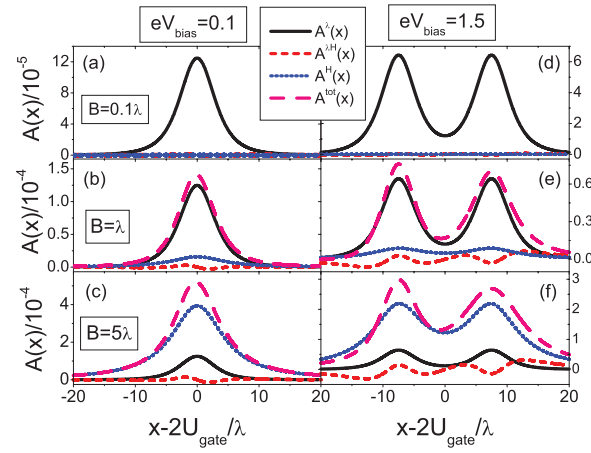 eV_bias=0.1
A^λ(x)
A^λH(x)
A^H(x)
A^tot(x)
eV_bias=1.5
A(x)/10^-5
12
8
4
0
(a)
B=0.1λ
(d)
6
4
2
0
A(x)/10^-4
1.5
1.0
0.5
0.0
(b)
B=λ
(e)
0.6
0.3
0.0
A(x)/10^-4
4
2
0
(c)
B=5λ
(f)
3
2
1
0
-20 -10 0 10 -20 -10 0 10 20
x-2U_gate/λ
x-2U_gate/λ